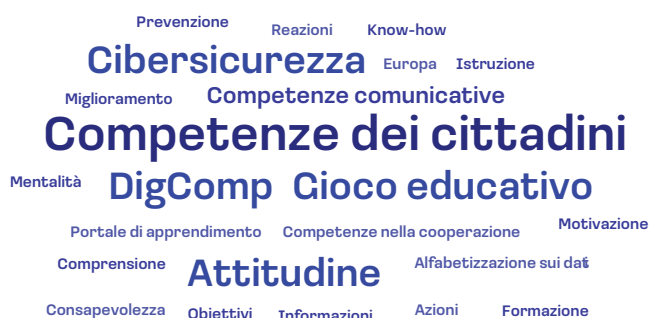 Prevenzione Reazioni Know-how
Cibersicurezza Europa Istruzione
Miglioramento Competenze comunicative
Competenze dei cittadini
Mentalità DigComp Gioco educativo
Motivazione
Portale di apprendimento Competenze nella cooperazione
Comprensione Attitudine Alfabetizzazione sui dati
Consapevolezza Obiettivi Informazioni Azioni Formazione